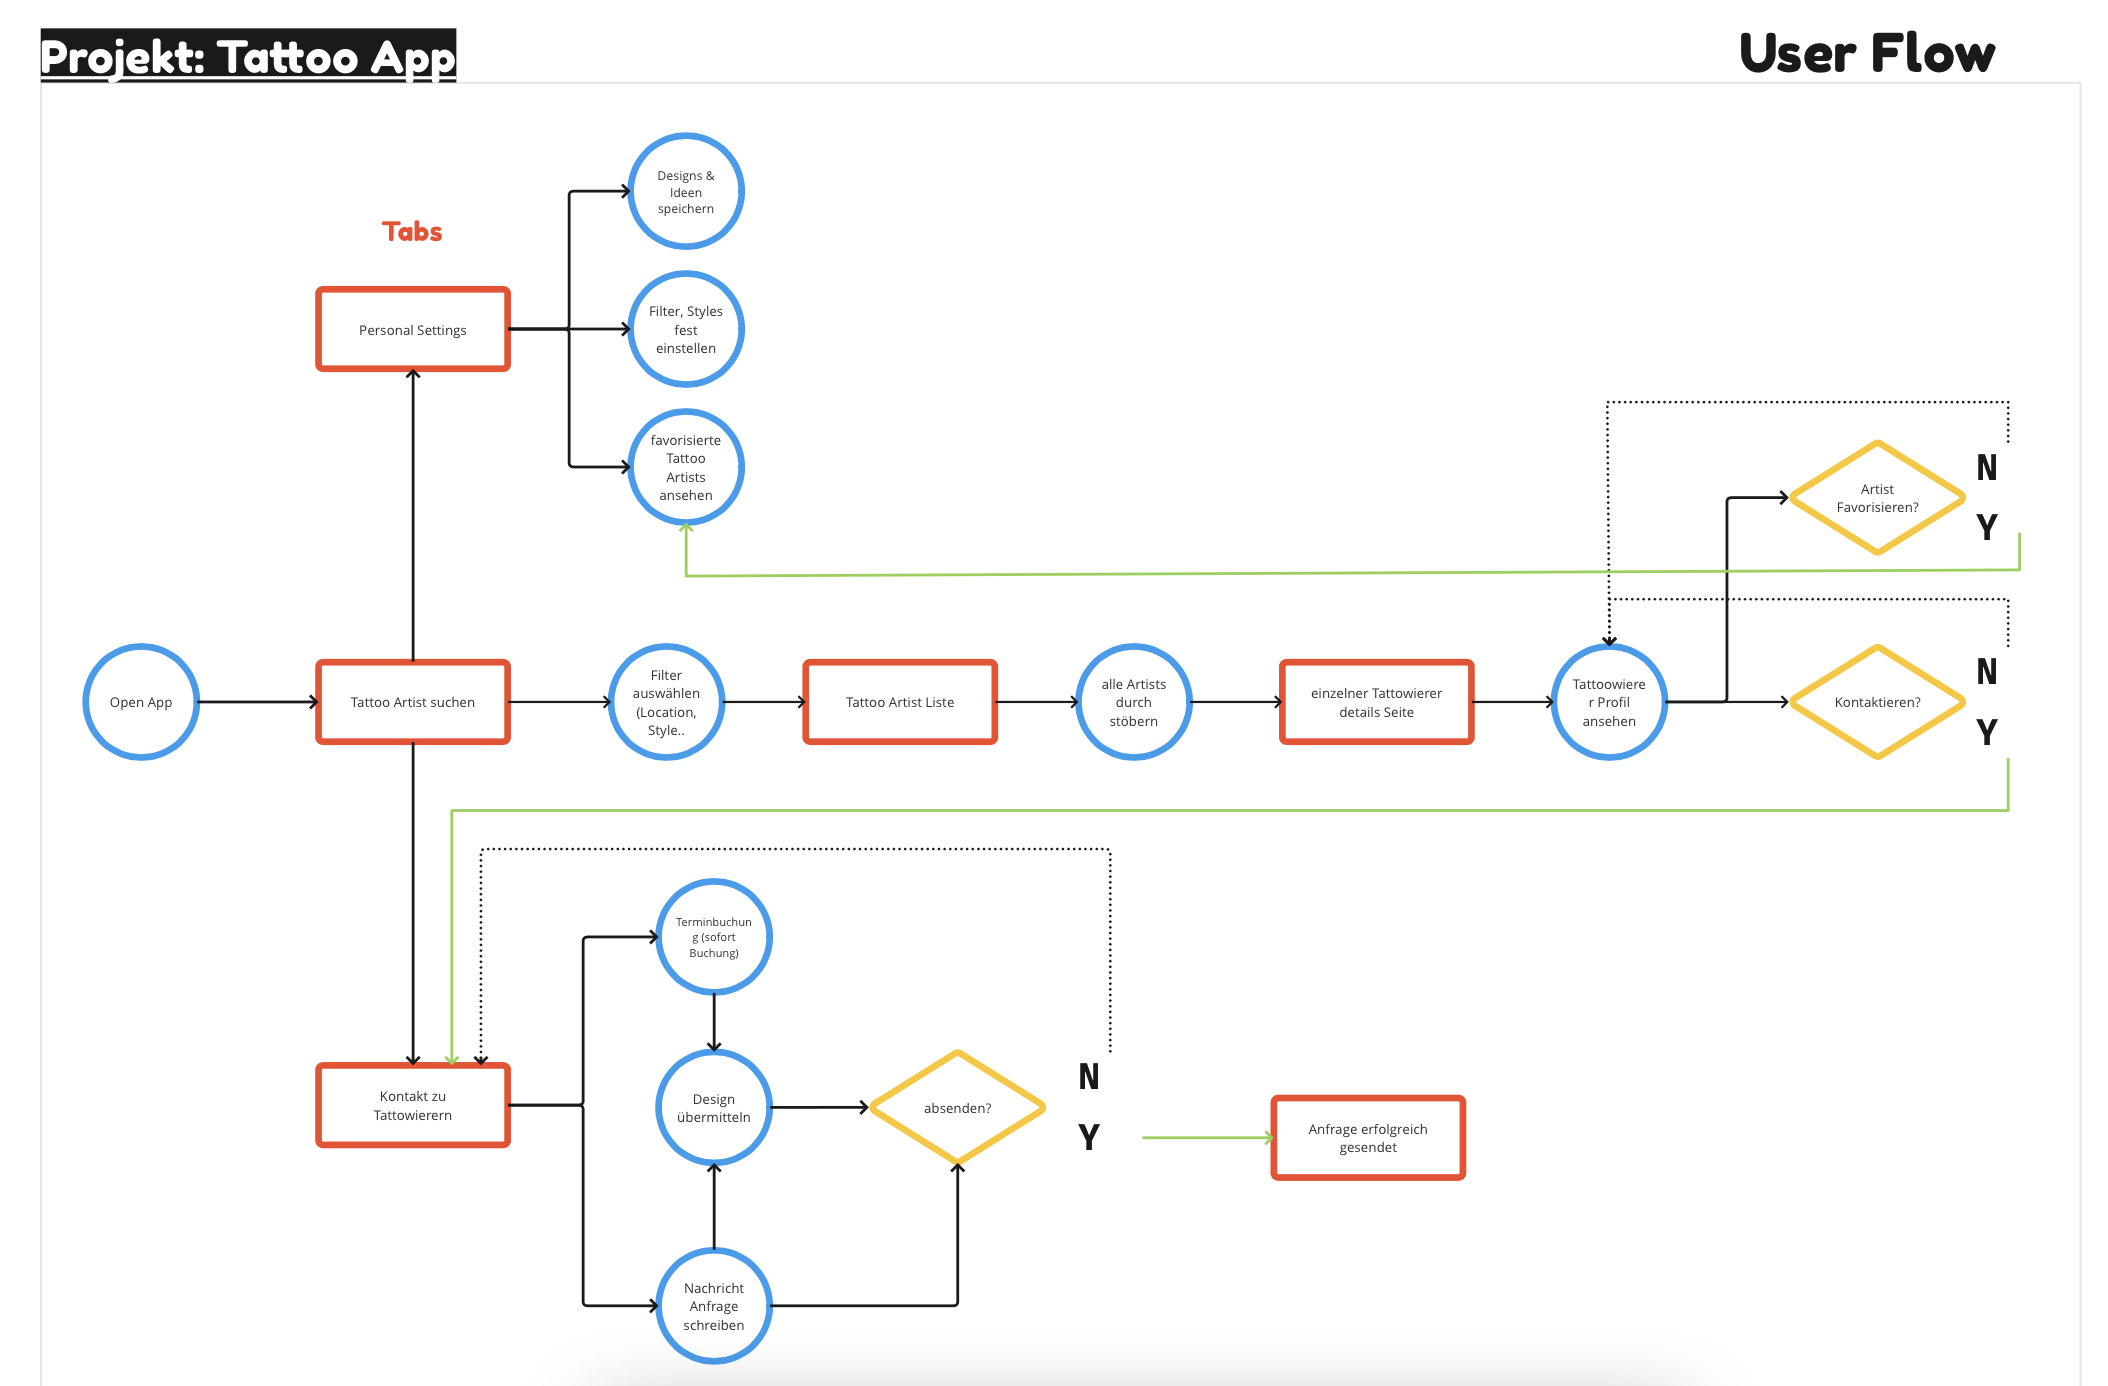 Projekt: Tattoo App
User Flow
Designs &
Ideen
speichern
Tabs
Personal Settings
Filter, Styles
fest
einstellen
favorisierte
Tattoo
Artists
ansehen
Artist
Favorisieren?
N
Y
Open App
Tattoo Artist suchen
Filter
auswählen
(Location,
Style..
Tattoo Artist Liste
alle Artists
durch
stöbern
einzelner Tattowierer
details Seite
Tattoowiere
r Profil
ansehen
Kontaktieren?
N
Y
Terminbuchun
g (sofort
Buchung)
Kontakt zu
Tattowierern
Design
übermitteln
absenden?
N
Y
Anfrage erfolgreich
gesendet
Nachricht
Anfrage
schreiben